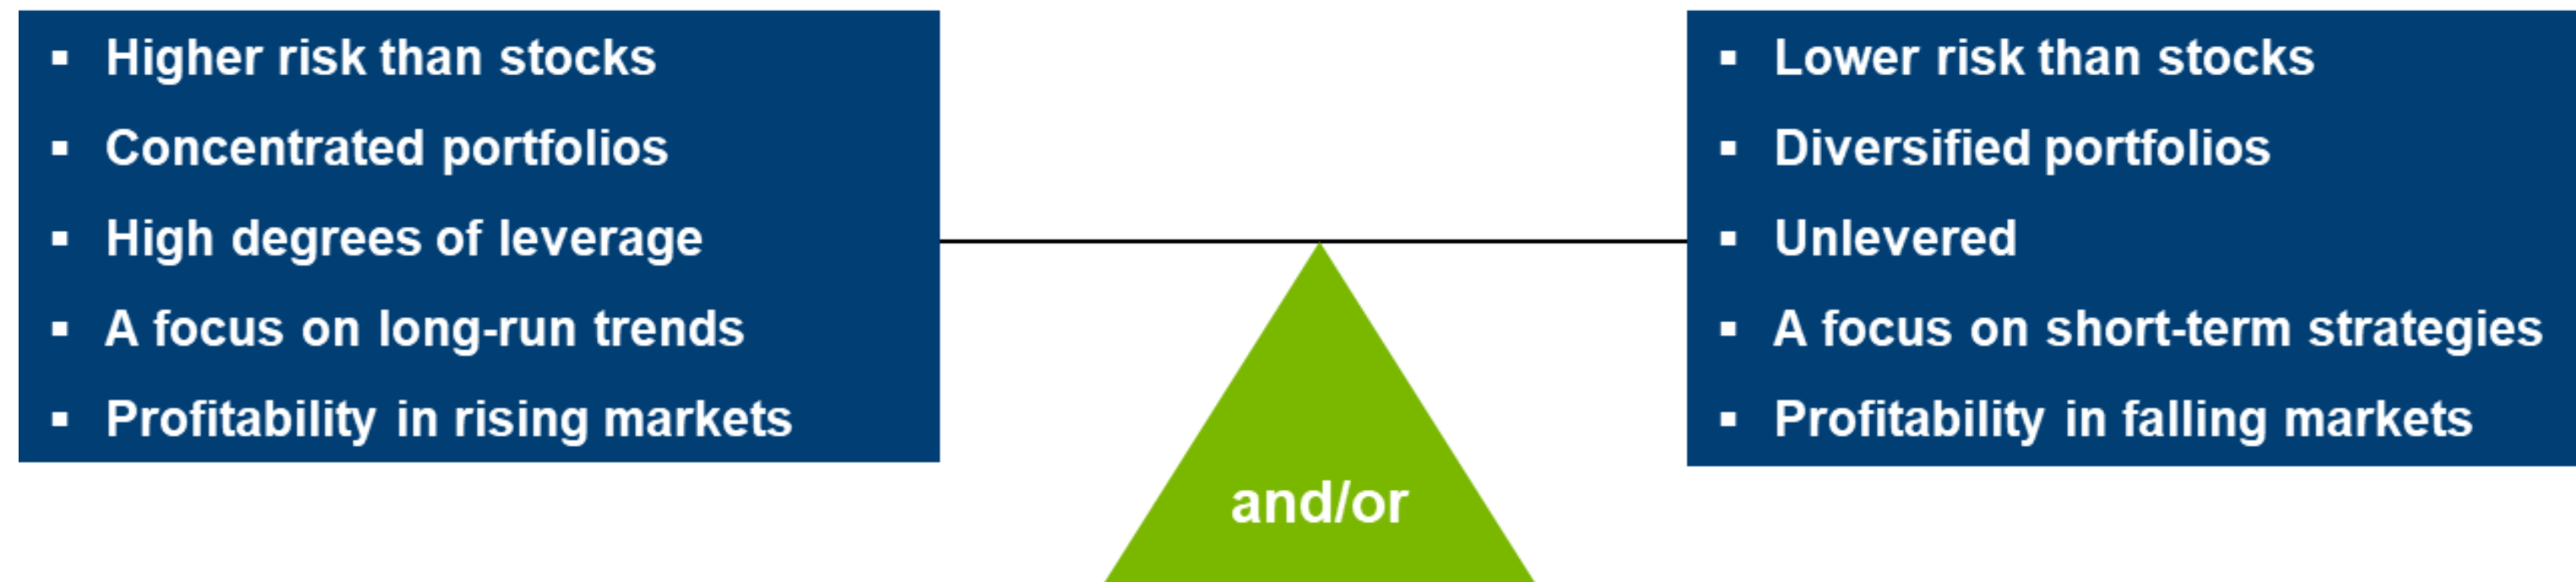 ▪ Higher risk than stocks
▪ Concentrated portfolios
▪ High degrees of leverage
▪ A focus on long-run trends
▪ Profitability in rising markets
and/or
▪ Lower risk than stocks
▪ Diversified portfolios
▪ Unlevered
▪ A focus on short-term strategies
▪ Profitability in falling markets